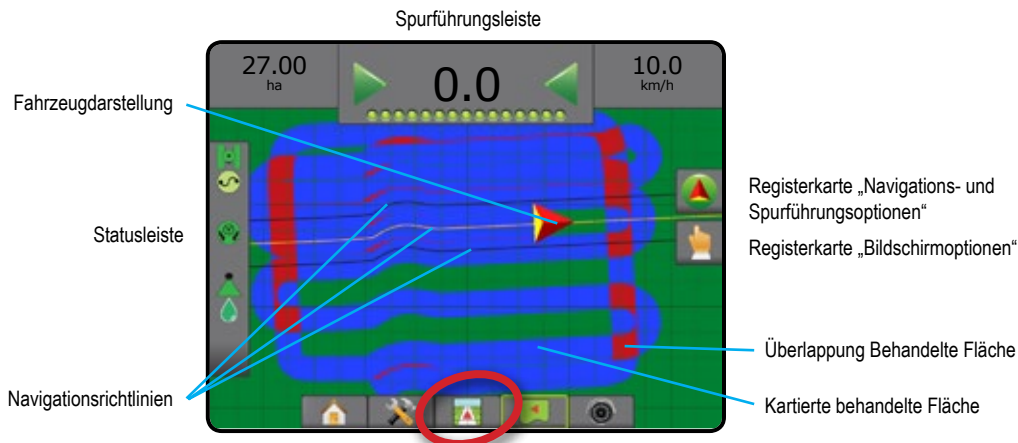 Spurführungsleiste
27.00
ha
0.0
10.0
km/h
Fahrzeugdarstellung
Statusleiste
Registerkarte „Navigations- und
Spurführungsoptionen“
Registerkarte „Bildschirmoptionen“
Überlappung Behandelte Fläche
Navigationsrichtlinien
Kartierte behandelte Fläche